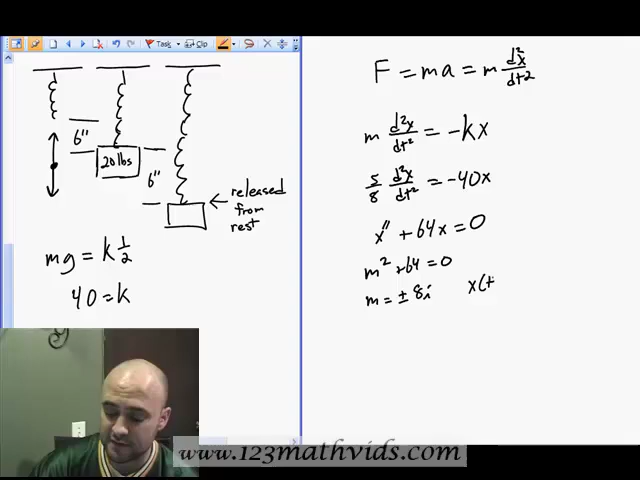 Task
Clip
6"
20 lbs
6"
released
from
rest
mg = k 1/2
40 = k
F = ma = m d²x/dt²
m d²x/dt² = -kx
5/8 d²x/dt² = -40x
x" + 64x = 0
m² + 64 = 0
m = ± 8i x(t
www.123mathvids.com